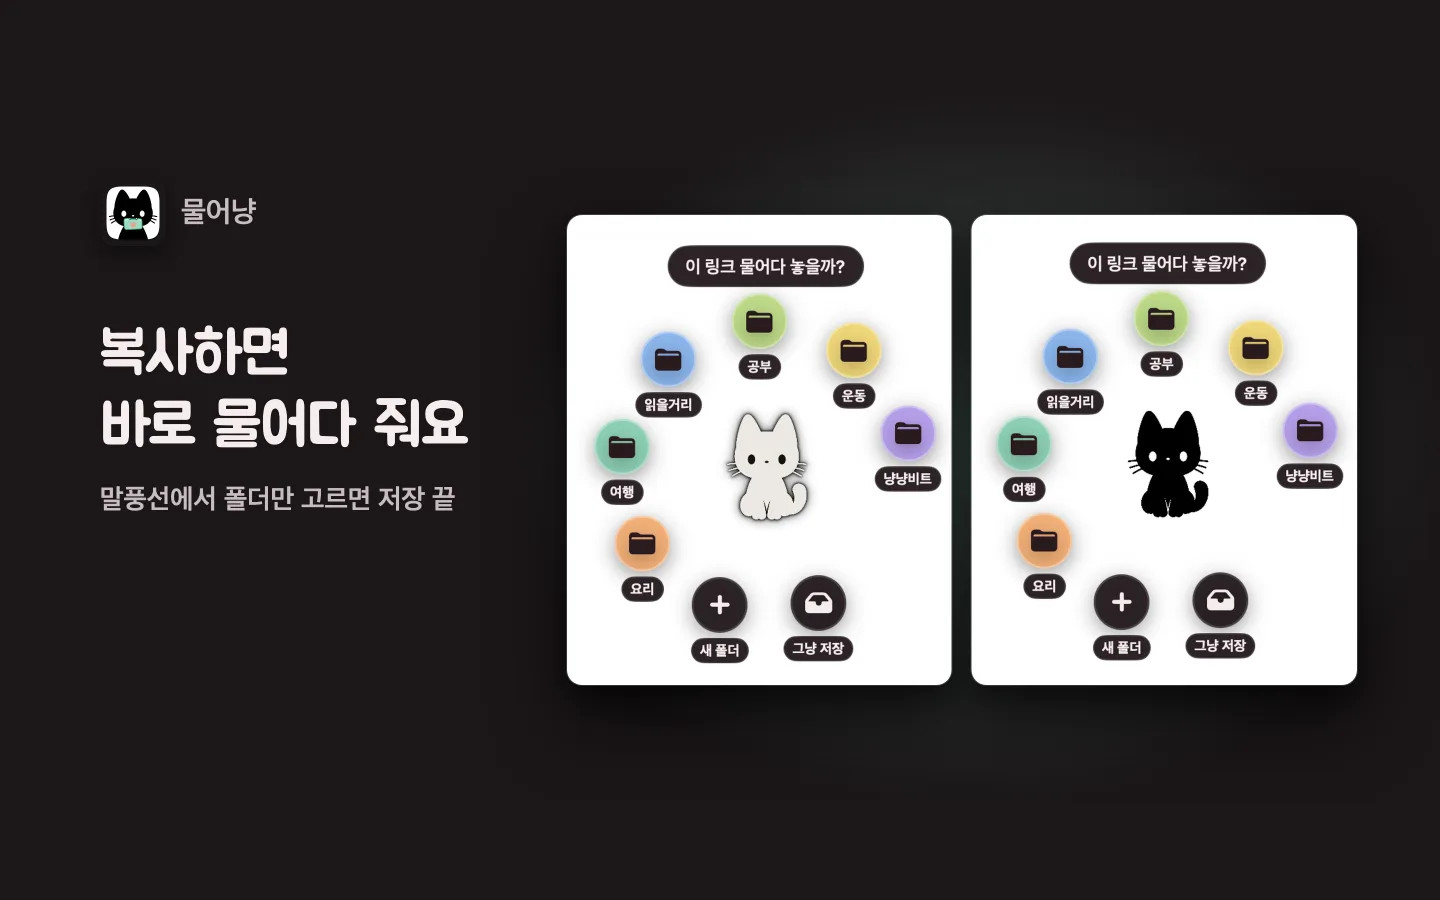 물어냥
복사하면
바로 물어다 줘요
말풍선에서 폴더만 고르면 저장 끝
이 링크 물어다 놓을까?
공부
운동
읽을거리
냥냥비트
여행
요리
새 폴더
그냥 저장
이 링크 물어다 놓을까?
공부
운동
읽을거리
냥냥비트
여행
요리
새 폴더
그냥 저장